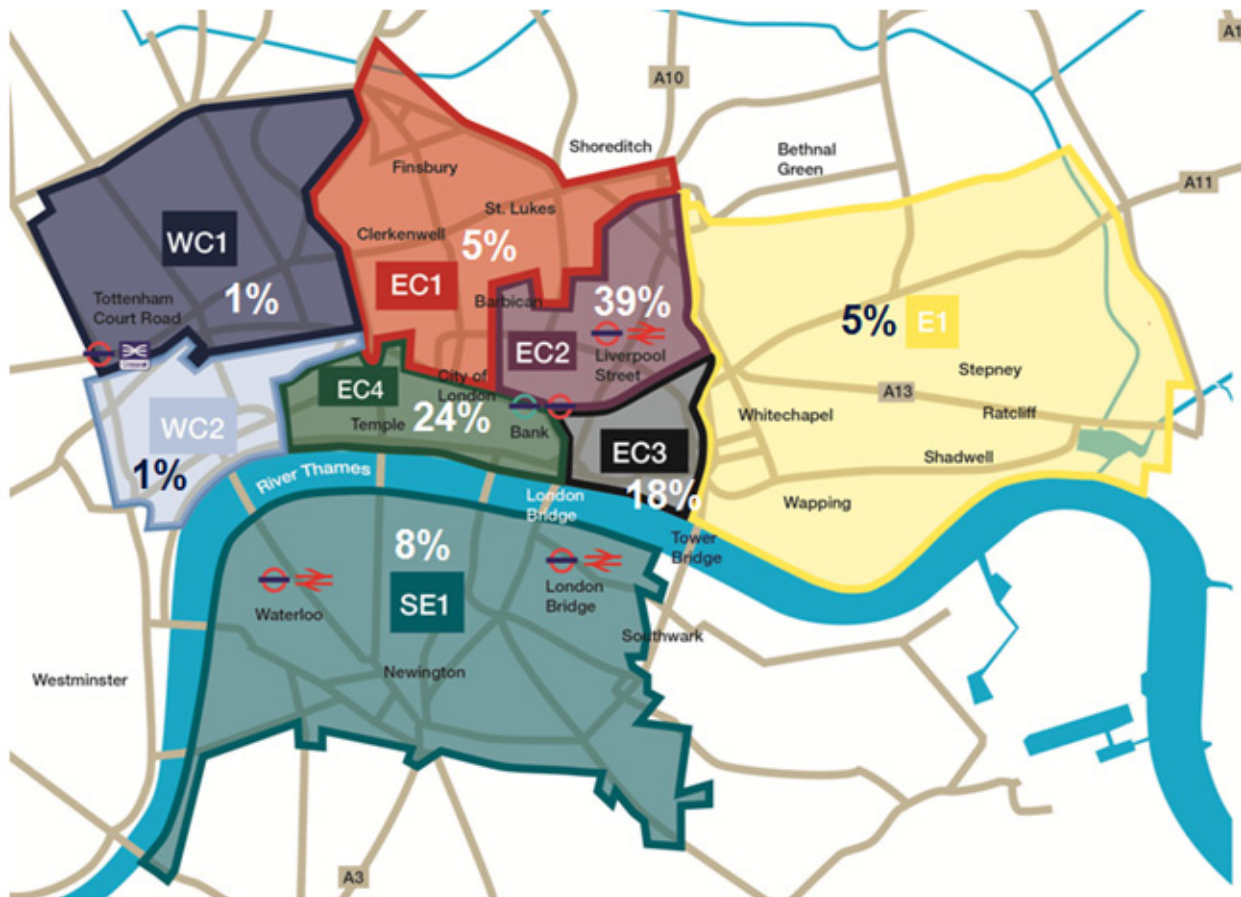 A1
A10
Shoreditch
Bethnal
Green
Finsbury
A11
St. Lukes
Clerkenwell
WC1
5%
EC1
1%
Tottenham
Court Road
Barbican
39%
5%
E1
EC2
Liverpool
Street
Stepney
EC4
City of
London
A13
Ratcliff
WC2
Temple
24%
Bank
Whitechapel
EC3
Shadwell
1%
River Thames
18%
London
Bridge
Wapping
8%
Tower
Bridge
SE1
Waterloo
London
Bridge
Southwark
Newington
Westminster
A3